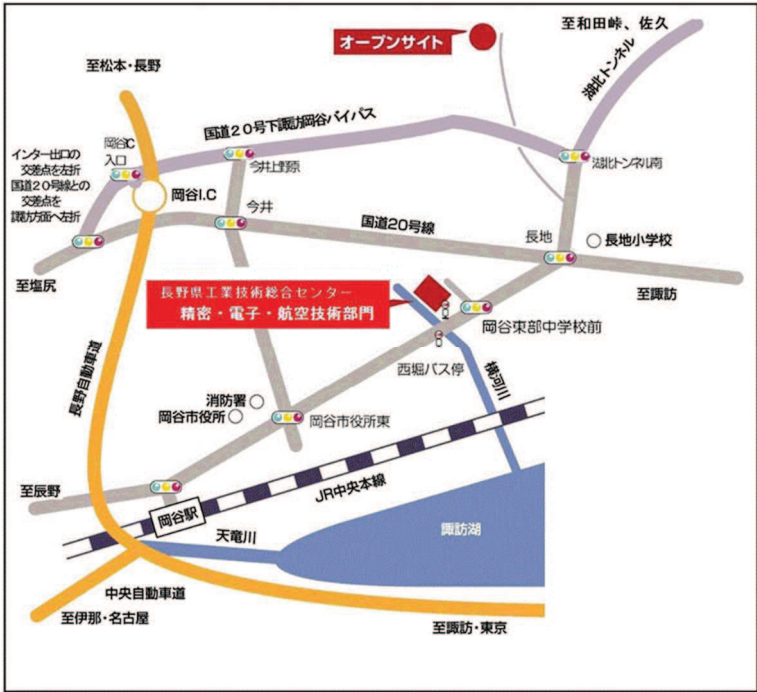 至和田峠、佐久
オープンサイト
湖北トンネル
至松本・長野
国道20号下諏訪岡谷バイパス
岡谷IC
入口
インター出口の
交差点を左折
国道20号線との
交差点を
諏訪方面へ左折
今井上野原
湖北トンネル南
岡谷I.C
今井
国道20号線
長地
長地小学校
至塩尻
至諏訪
長野県工業技術総合センター
精密・電子・航空技術部門
岡谷東部中学校前
西堀バス停
横河川
長野自動車道
消防署
岡谷市役所
岡谷市役所東
至辰野
岡谷駅
JR中央本線
天竜川
諏訪湖
中央自動車道
至伊那・名古屋
至諏訪・東京